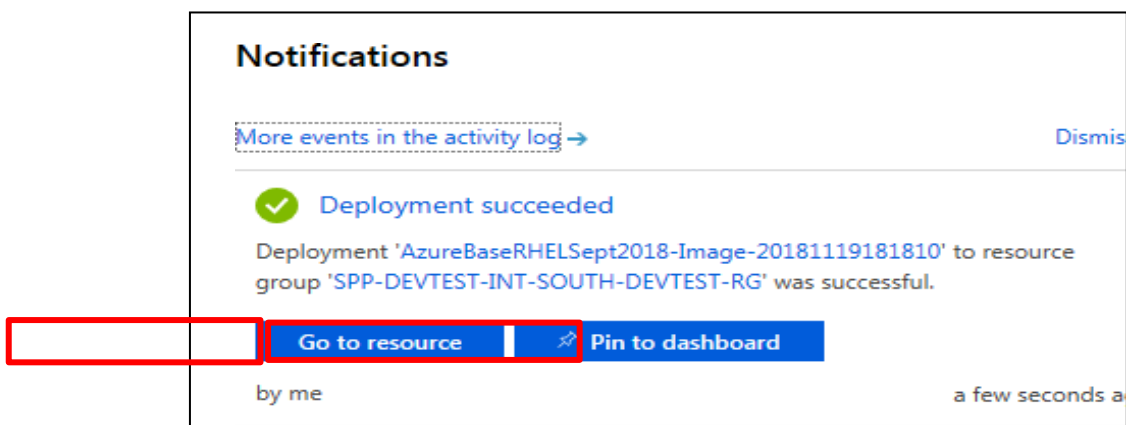 Notifications
More events in the activity log → Dismis
Deployment succeeded
Deployment 'AzureBaseRHELSept2018-Image-20181119181810' to resource
group 'SPP-DEVTEST-INT-SOUTH-DEVTEST-RG' was successful.
Go to resource Pin to dashboard
by me a few seconds a